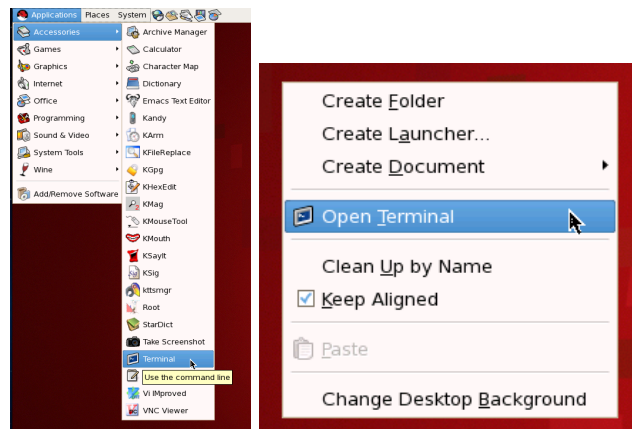 Applications Places System
Accessories
Games
Graphics
Internet
Office
Programming
Sound & Video
System Tools
Wine
Add/Remove Software
Archive Manager
Calculator
Character Map
Dictionary
Emacs Text Editor
Kandy
KArm
KFileReplace
KGpg
KHexEdit
KMag
KMouseTool
KMouth
KSayIt
KSig
kttsmgr
Root
StarDict
Take Screenshot
Terminal
Use the command line
Vi IMproved
VNC Viewer
Create Folder
Create Launcher...
Create Document
Open Terminal
Clean Up by Name
Keep Aligned
Paste
Change Desktop Background